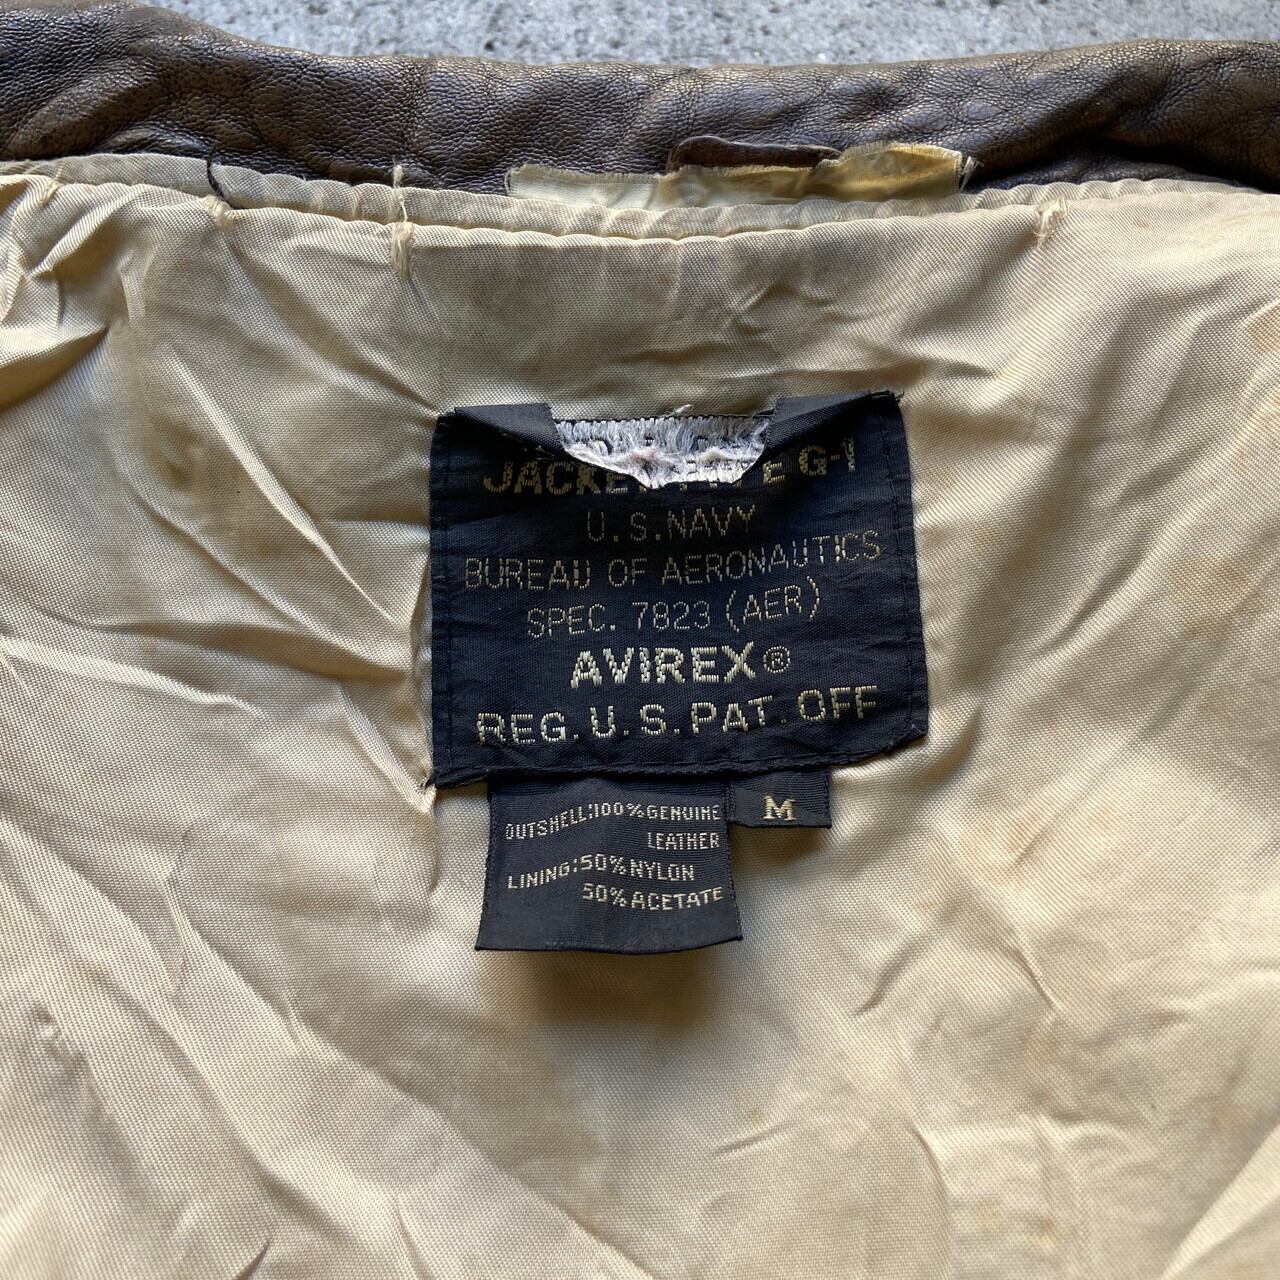 G-1
U.S.NAVY
BUREAU OF AERONAUTICS
SPEC. 7823 (AER)
AVIREX®
REG. U.S. PAT. OFF
M
OUTSHELL:100%GENUINE
LEATHER
LINING:50%NYLON
50%ACETATE